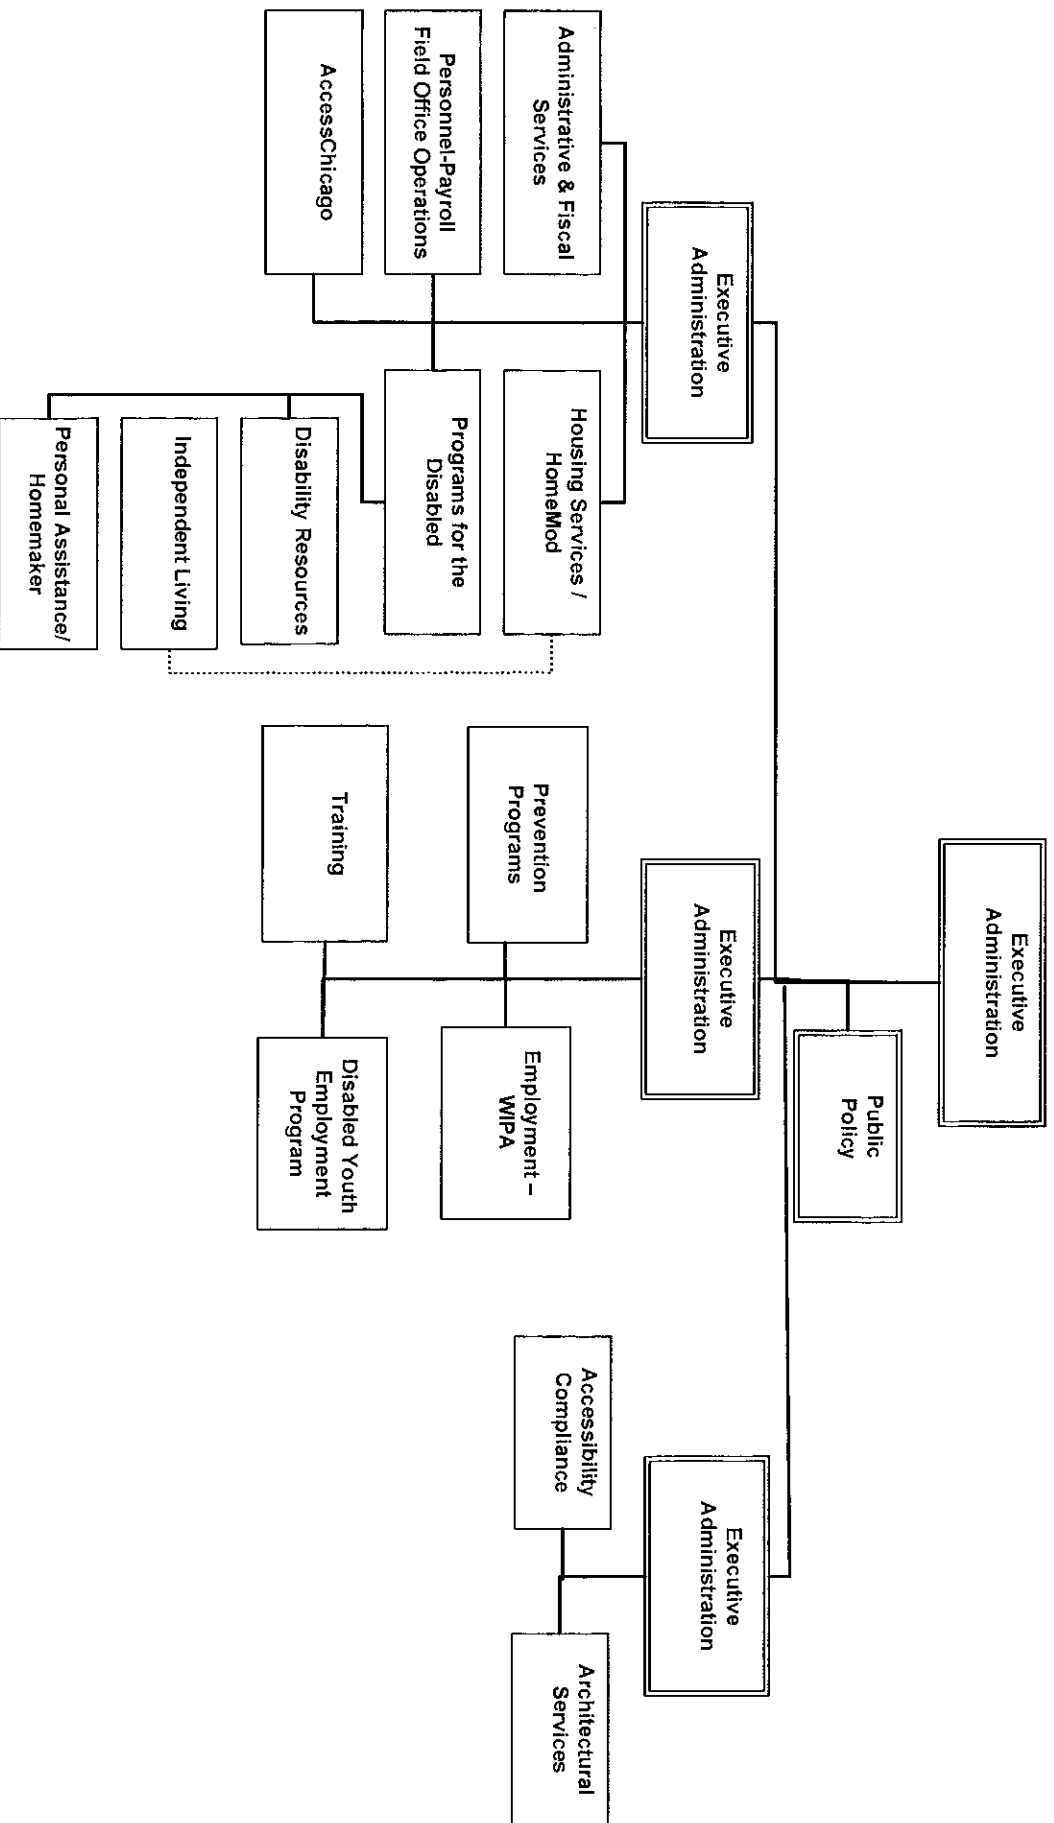 Executive
Administration
Public
Policy
Executive
Administration
Administrative & Fiscal
Services
Housing Services /
HomeMod
Personnel-Payroll
Field Office Operations
Programs for the
Disabled
AccessChicago
Disability Resources
Independent Living
Personal Assistance/
Homemaker
Executive
Administration
Prevention
Programs
Employment –
WIPA
Training
Disabled Youth
Employment
Program
Executive
Administration
Accessibility
Compliance
Architectural
Services